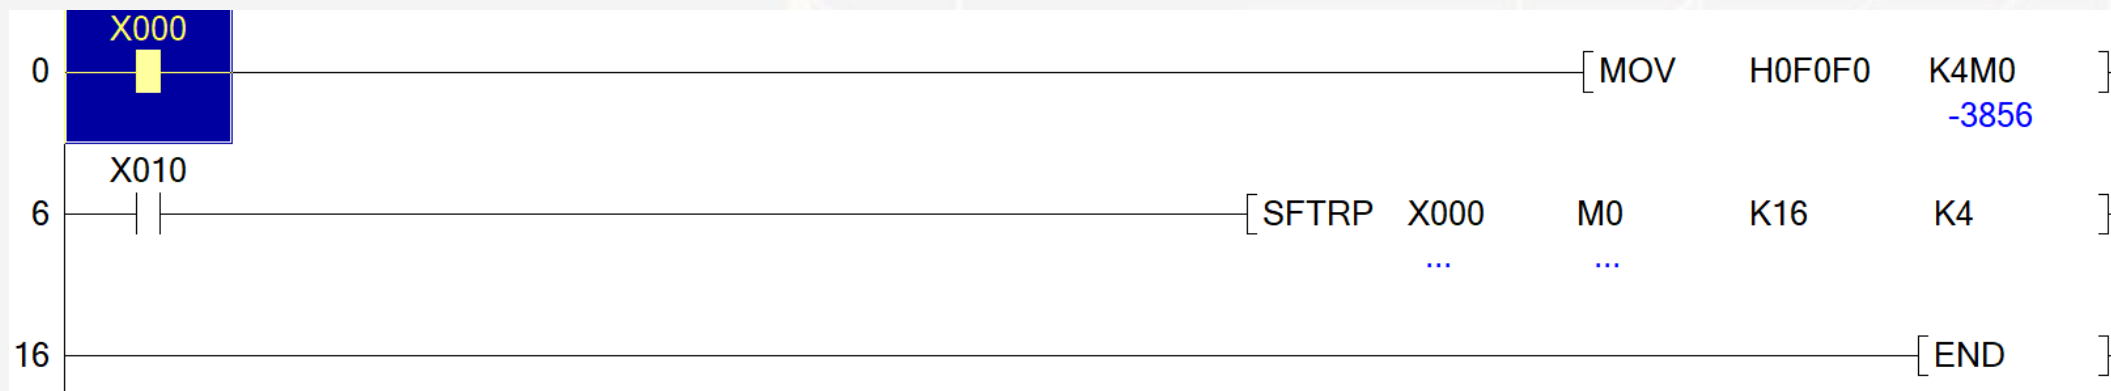 X000
0 [MOV H0F0F0 K4M0 ]
-3856
X010
6 [SFTRP X000 M0 K16 K4 ]
... ...
16 [END ]